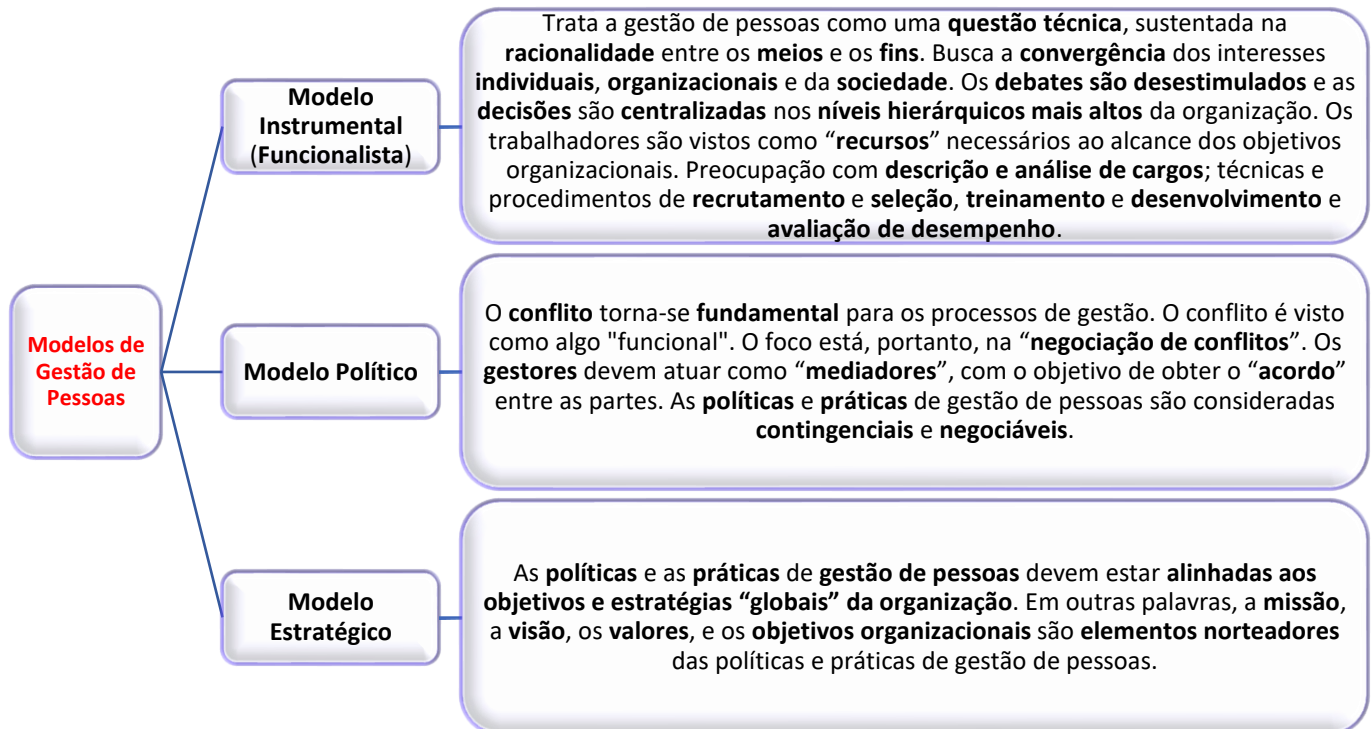 Trata a gestão de pessoas como uma questão técnica, sustentada na
racionalidade entre os meios e os fins. Busca a convergência dos interesses
individuais, organizacionais e da sociedade. Os debates são desestimulados e as
decisões são centralizadas nos níveis hierárquicos mais altos da organização. Os
trabalhadores são vistos como “recursos” necessários ao alcance dos objetivos
organizacionais. Preocupação com descrição e análise de cargos; técnicas e
procedimentos de recrutamento e seleção, treinamento e desenvolvimento e
avaliação de desempenho.
Modelo
Instrumental
(Funcionalista)
O conflito torna-se fundamental para os processos de gestão. O conflito é visto
como algo "funcional". O foco está, portanto, na “negociação de conflitos”. Os
gestores devem atuar como “mediadores”, com o objetivo de obter o “acordo”
entre as partes. As políticas e práticas de gestão de pessoas são consideradas
contingenciais e negociáveis.
Modelos de
Gestão de
Pessoas
Modelo Político
As políticas e as práticas de gestão de pessoas devem estar alinhadas aos
objetivos e estratégias “globais” da organização. Em outras palavras, a missão,
a visão, os valores, e os objetivos organizacionais são elementos norteadores
das políticas e práticas de gestão de pessoas.
Modelo
Estratégico